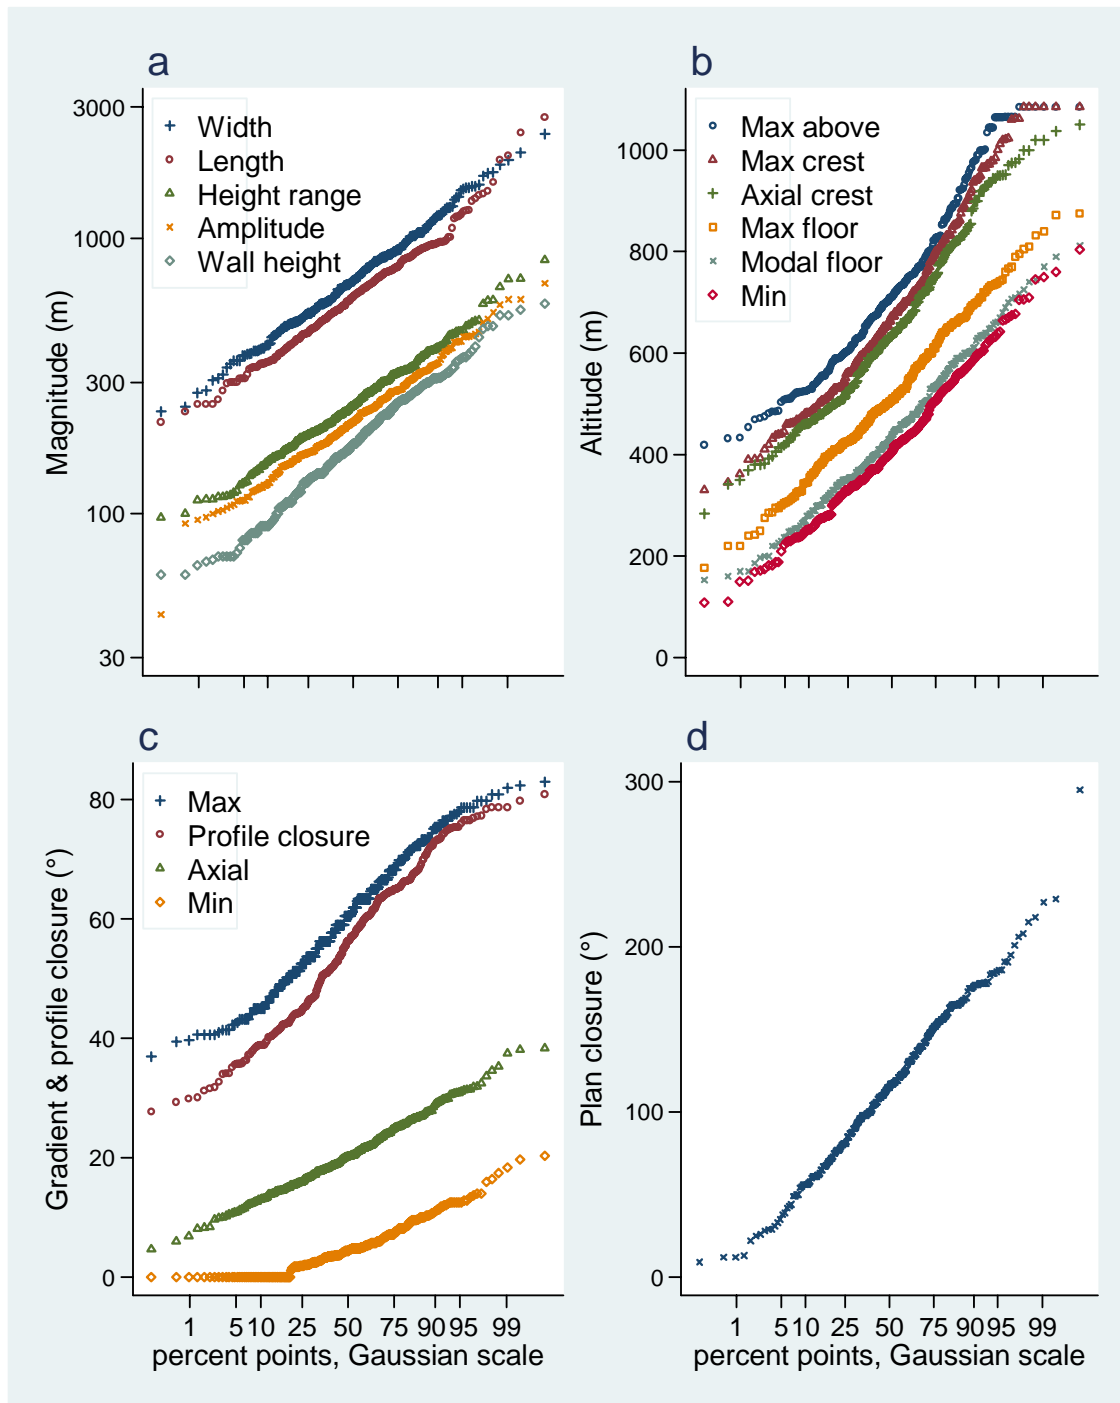 a
3000
1000
300
100
30
Magnitude (m)
Width
Length
Height range
Amplitude
Wall height
b
1000
800
600
400
200
0
Altitude (m)
Max above
Max crest
Axial crest
Max floor
Modal floor
Min
c
80
60
40
20
0
Gradient & profile closure (°)
Max
Profile closure
Axial
Min
1 5 10 25 50 75 90 95 99
percent points, Gaussian scale
d
300
200
100
0
Plan closure (°)
1 5 10 25 50 75 90 95 99
percent points, Gaussian scale